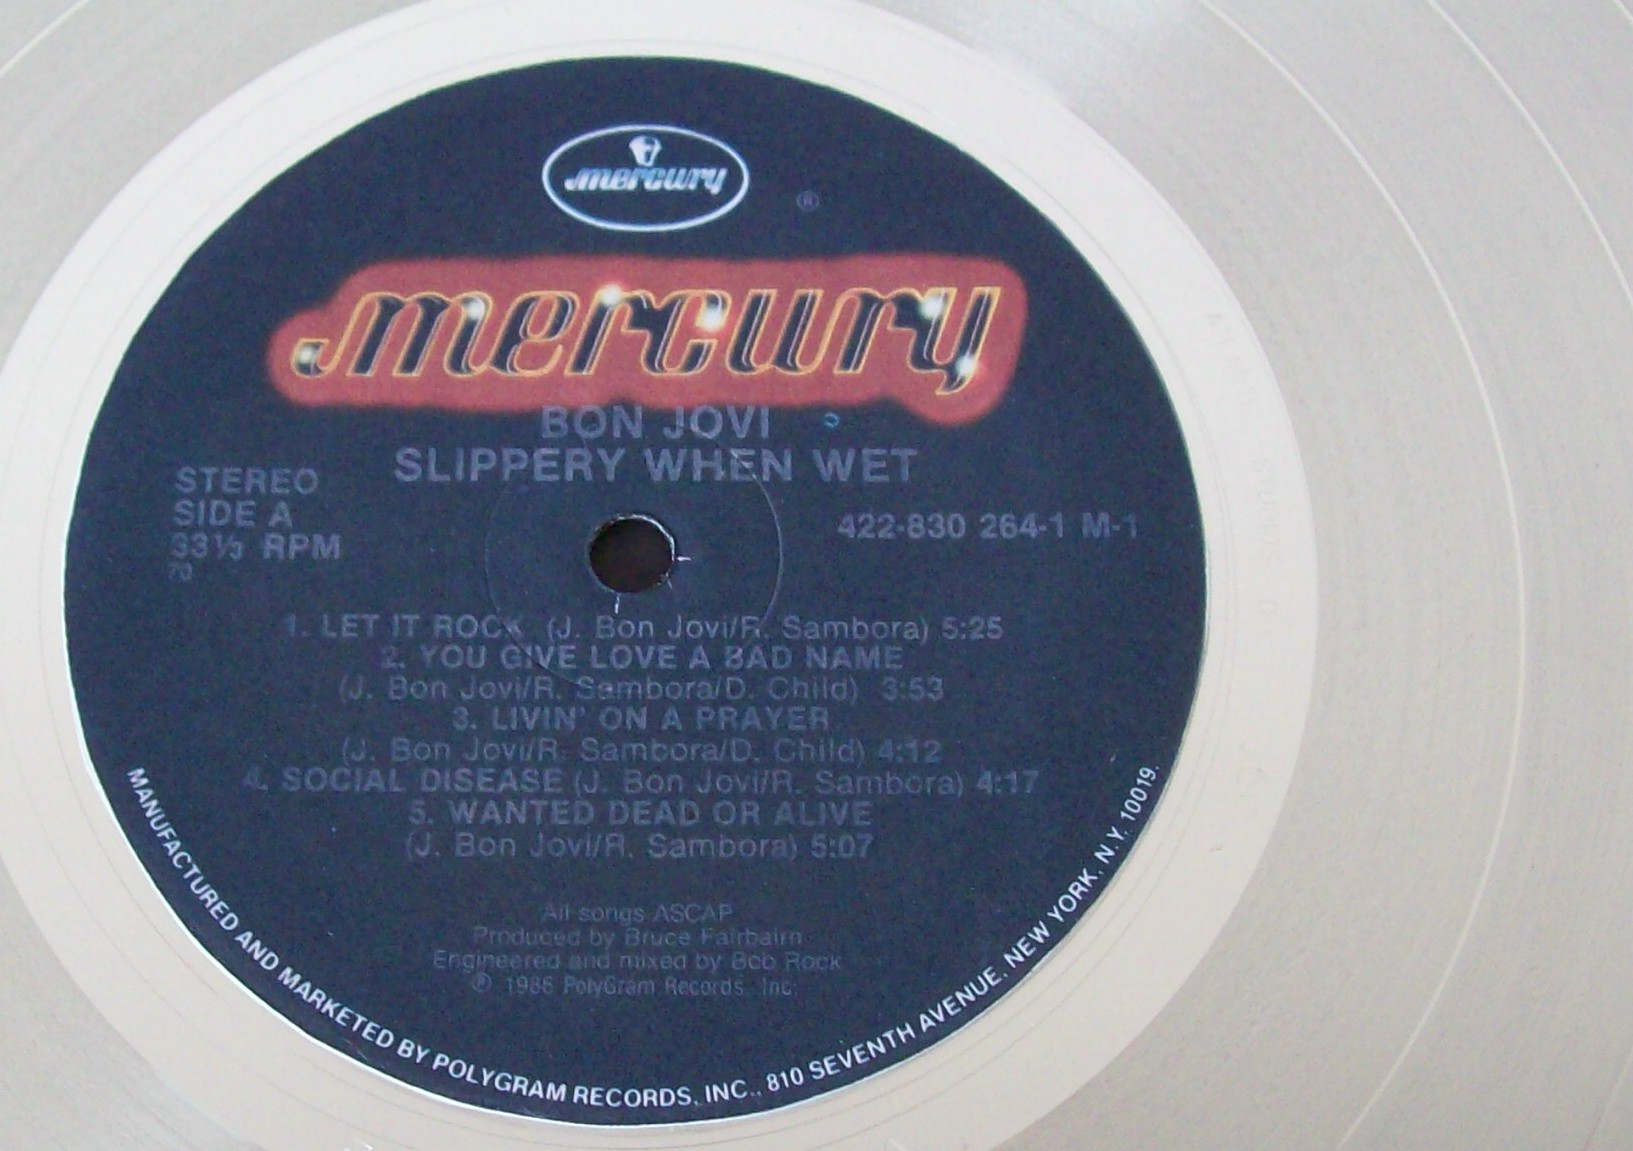 mercury
®
mercury
BON JOVI
SLIPPERY WHEN WET
STEREO
SIDE A
33⅓ RPM
70
422-830 264-1 M-1
1. LET IT ROCK (J. Bon Jovi/R. Sambora) 5:25
2. YOU GIVE LOVE A BAD NAME
(J. Bon Jovi/R. Sambora/D. Child) 3:53
3. LIVIN' ON A PRAYER
(J. Bon Jovi/R. Sambora/D. Child) 4:12
4. SOCIAL DISEASE (J. Bon Jovi/R. Sambora) 4:17
5. WANTED DEAD OR ALIVE
(J. Bon Jovi/R. Sambora) 5:07
All songs ASCAP
Produced by Bruce Fairbairn
Engineered and mixed by Bob Rock
℗ 1986 PolyGram Records, Inc.
MANUFACTURED AND MARKETED BY POLYGRAM RECORDS, INC., 810 SEVENTH AVENUE, NEW YORK, N.Y. 10019.